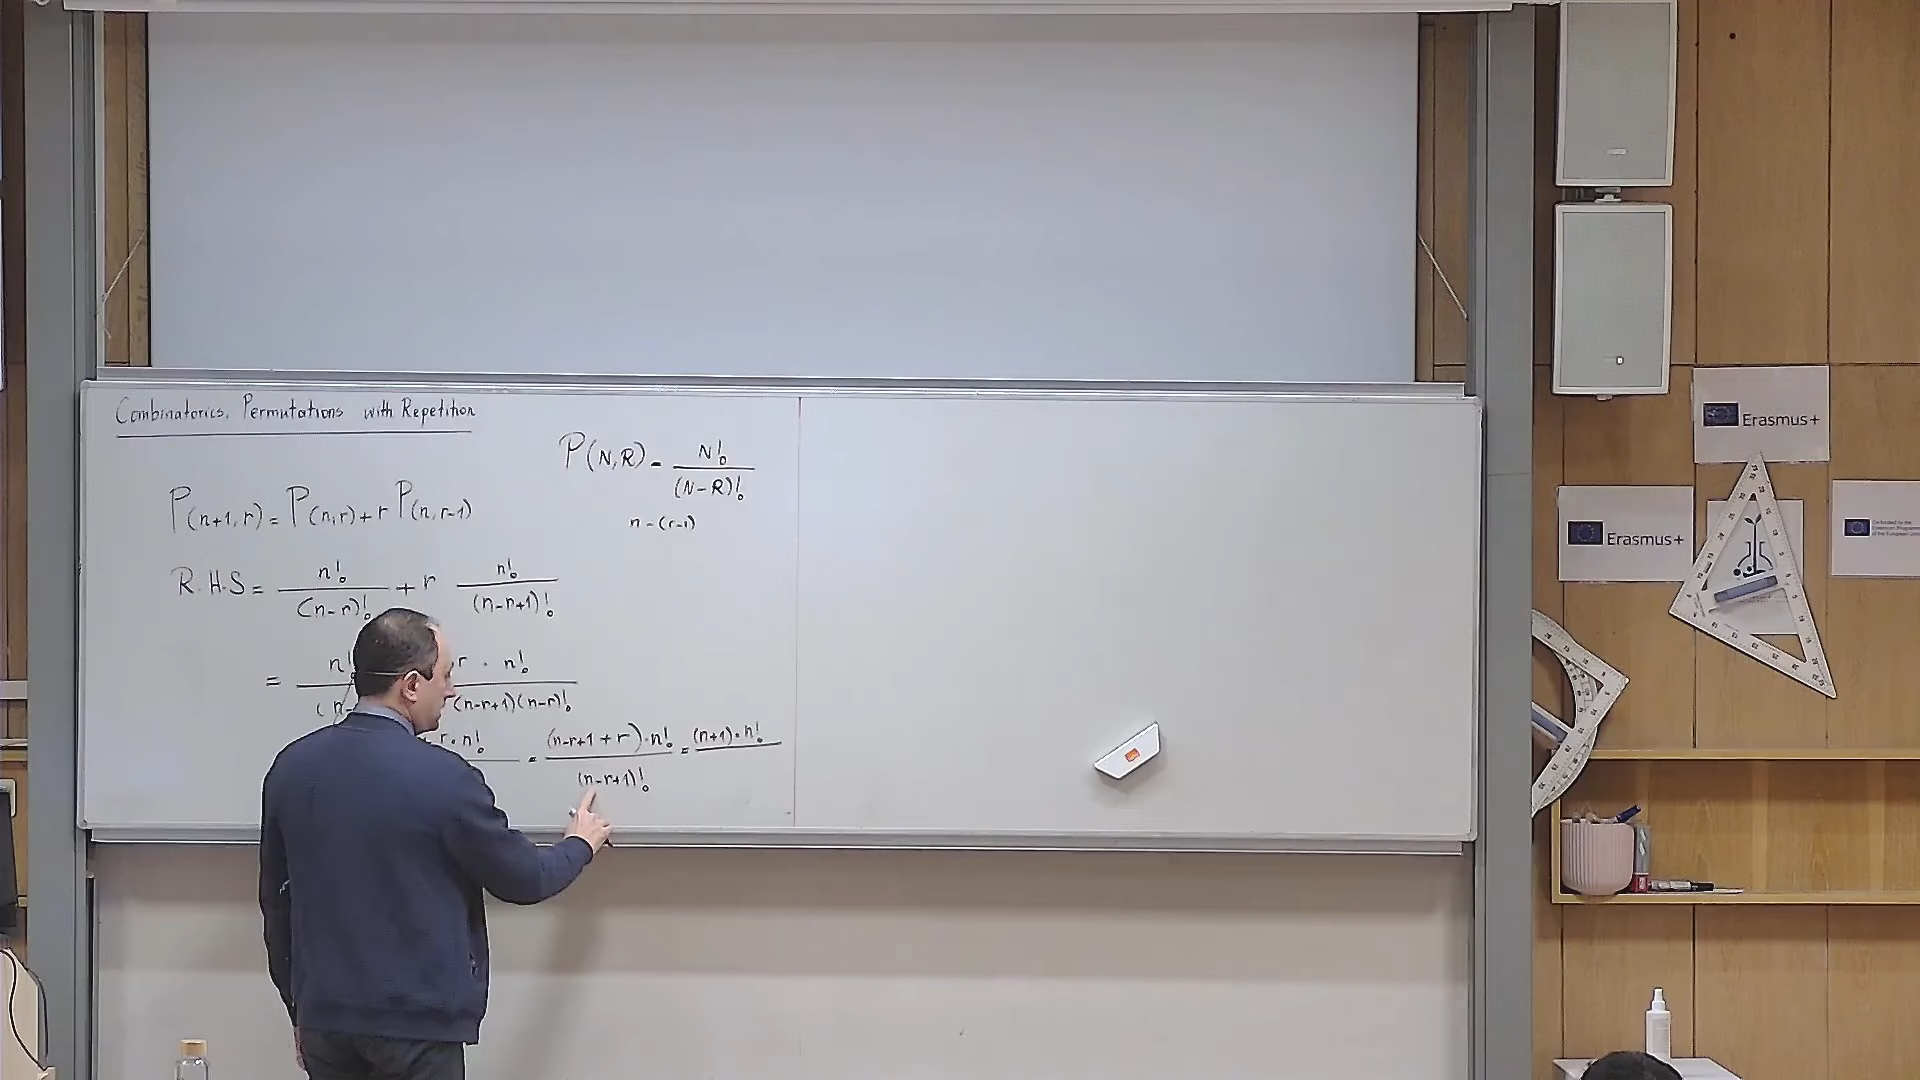 Combinatorics. Permutations with Repetition
P(N,R) = N! / (N-R)!
n-(r-1)
P(n+1,r) = P(n,r) + r P(n,r-1)
R.H.S = n! / (n-r)! + r n! / (n-r+1)!
= n! / (n- r · n! / (n-r+1)(n-r)!
r·n! = (n-r+1+r)·n! / (n-r+1)! = (n+1)·n!
Erasmus+
Erasmus+